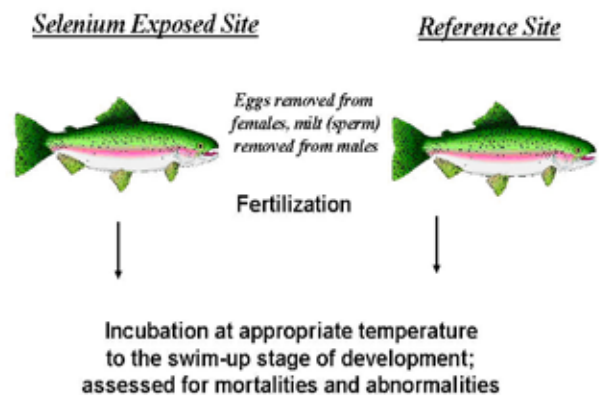 Selenium Exposed Site
Reference Site
Eggs removed from
females, milt (sperm)
removed from males
Fertilization
Incubation at appropriate temperature
to the swim-up stage of development;
assessed for mortalities and abnormalities